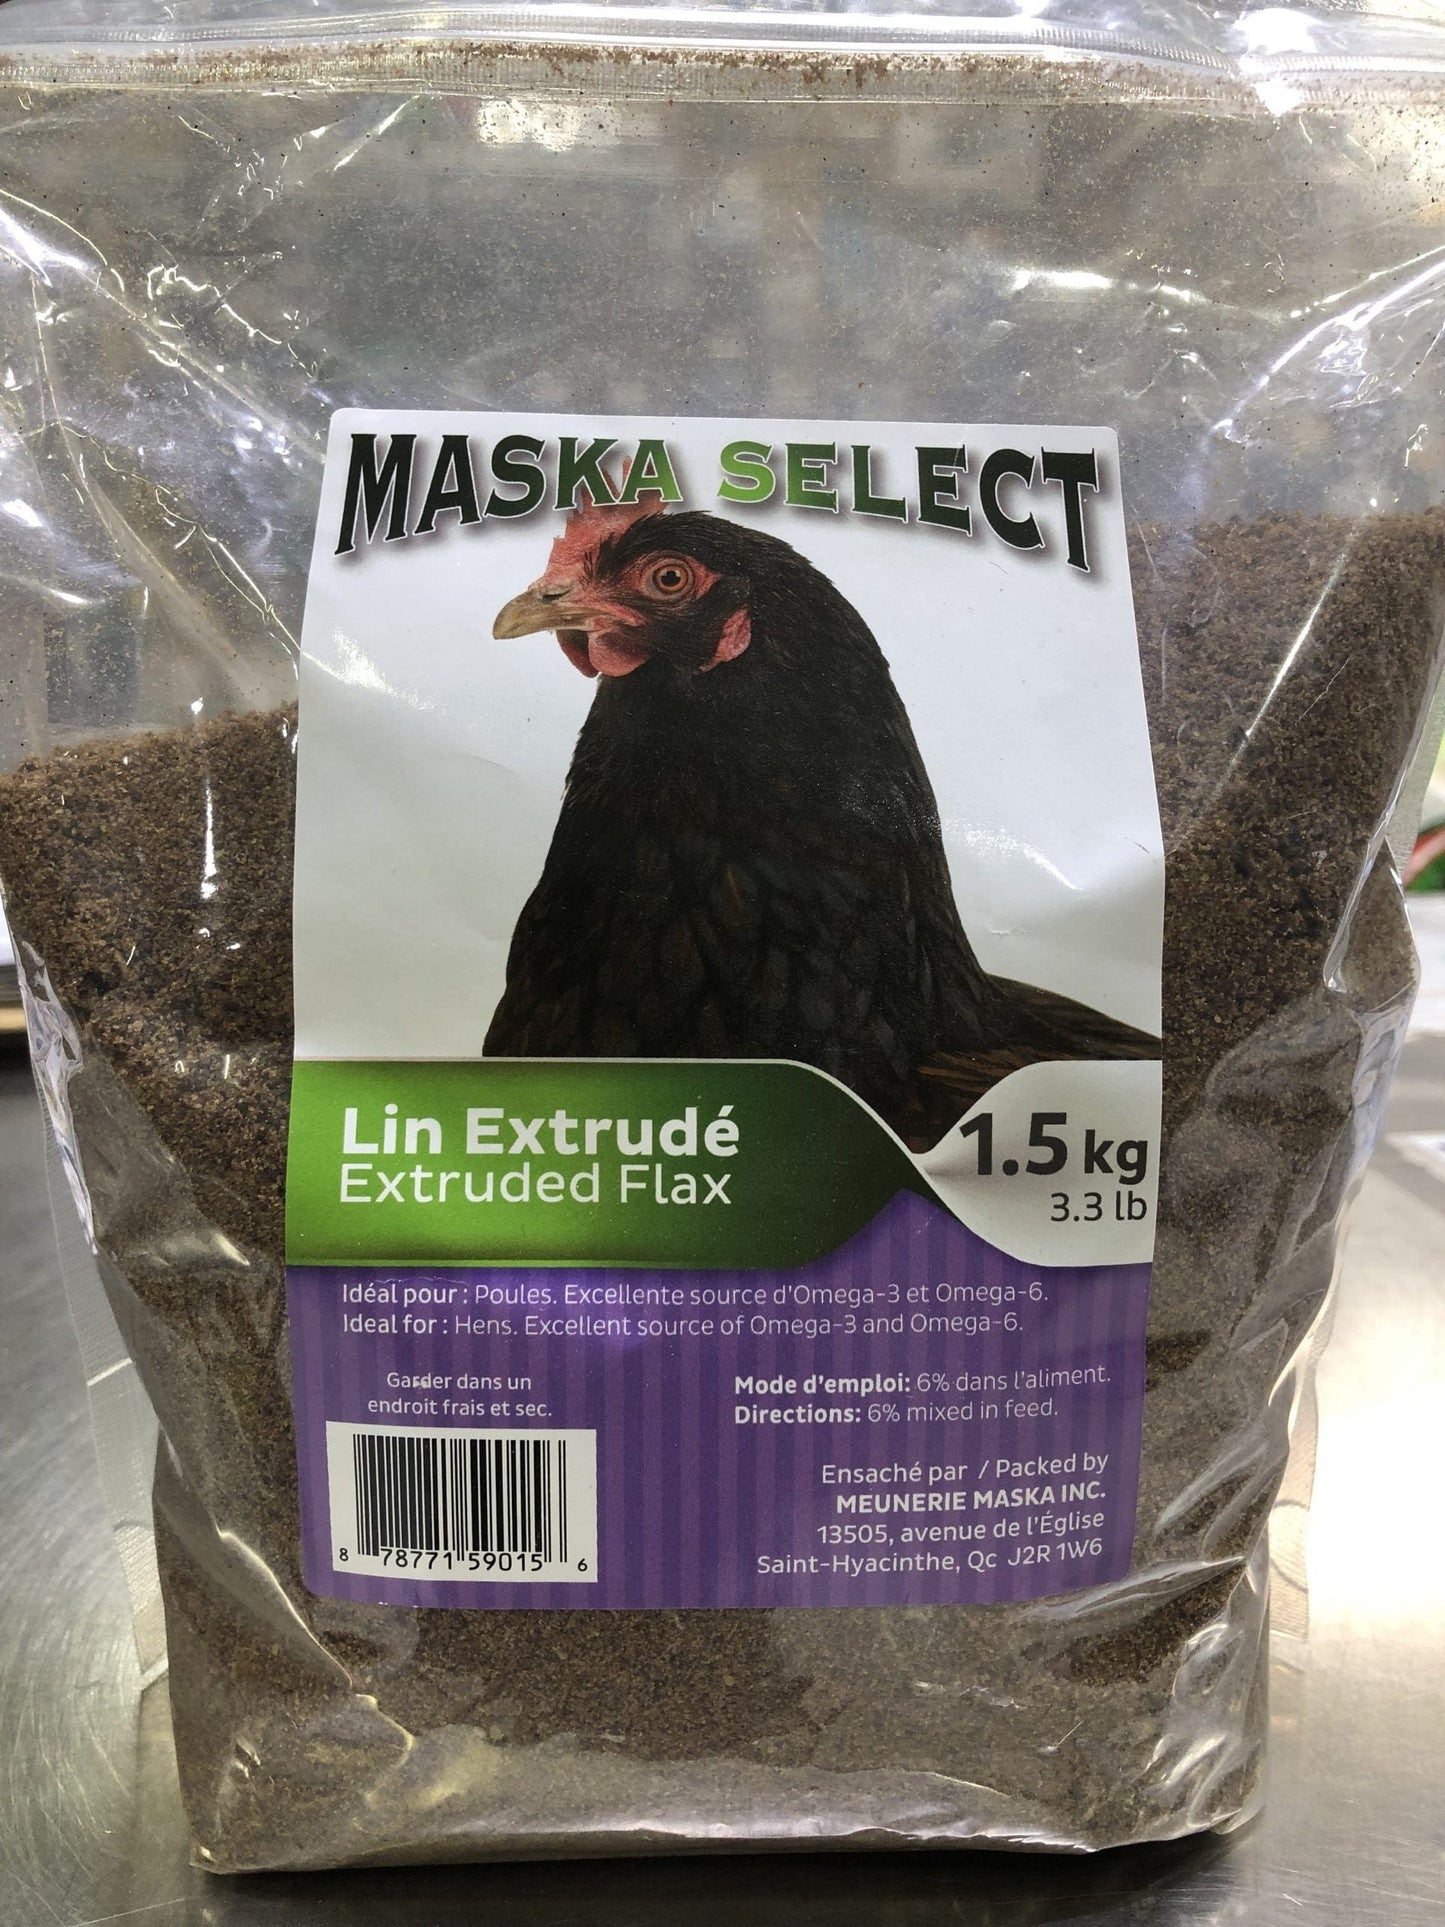 MASKA SELECT
Lin Extrudé
Extruded Flax
1.5 kg
3.3 lb
Idéal pour : Poules. Excellente source d'Omega-3 et Omega-6.
Ideal for : Hens. Excellent source of Omega-3 and Omega-6.
Garder dans un
endroit frais et sec.
Mode d'emploi: 6% dans l'aliment.
Directions: 6% mixed in feed.
Ensaché par / Packed by
MEUNERIE MASKA INC.
13505, avenue de l'Église
Saint-Hyacinthe, Qc J2R 1W6
8 78771 59015 6